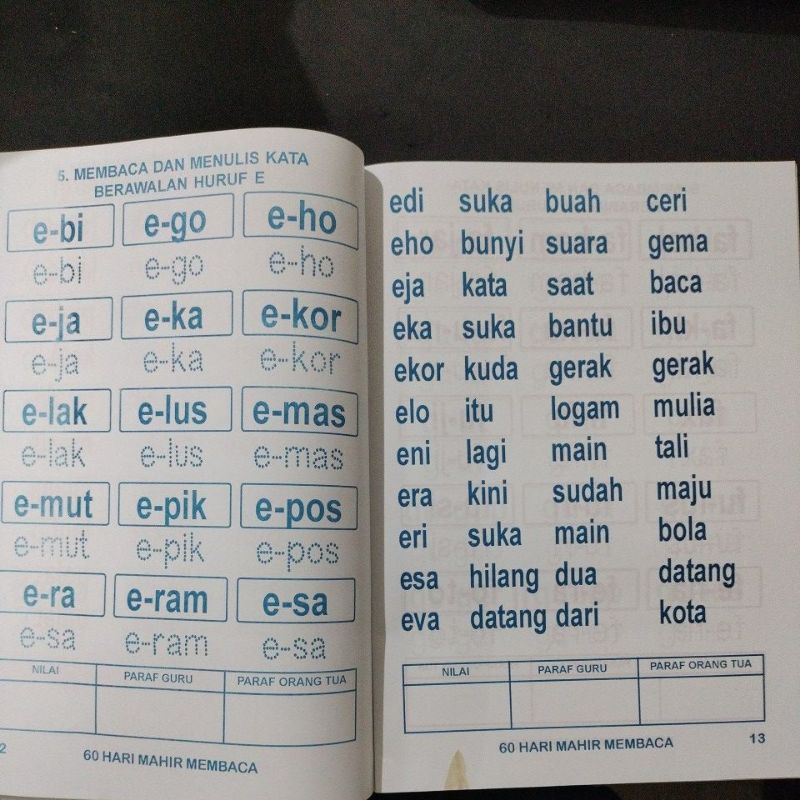 5. MEMBACA DAN MENULIS KATA
BERAWALAN HURUF E
e-bi e-go e-ho
e-bi e-go e-ho
e-ja e-ka e-kor
e-ja e-ka e-kor
e-lak e-lus e-mas
e-lak e-lus e-mas
e-mut e-pik e-pos
e-mut e-pik e-pos
e-ra e-ram e-sa
e-sa e-ram e-sa
NILAI PARAF GURU PARAF ORANG TUA
2 60 HARI MAHIR MEMBACA
edi suka buah ceri
eho bunyi suara gema
eja kata saat baca
eka suka bantu ibu
ekor kuda gerak gerak
elo itu logam mulia
eni lagi main tali
era kini sudah maju
eri suka main bola
esa hilang dua datang
eva datang dari kota
NILAI PARAF GURU PARAF ORANG TUA
60 HARI MAHIR MEMBACA 13